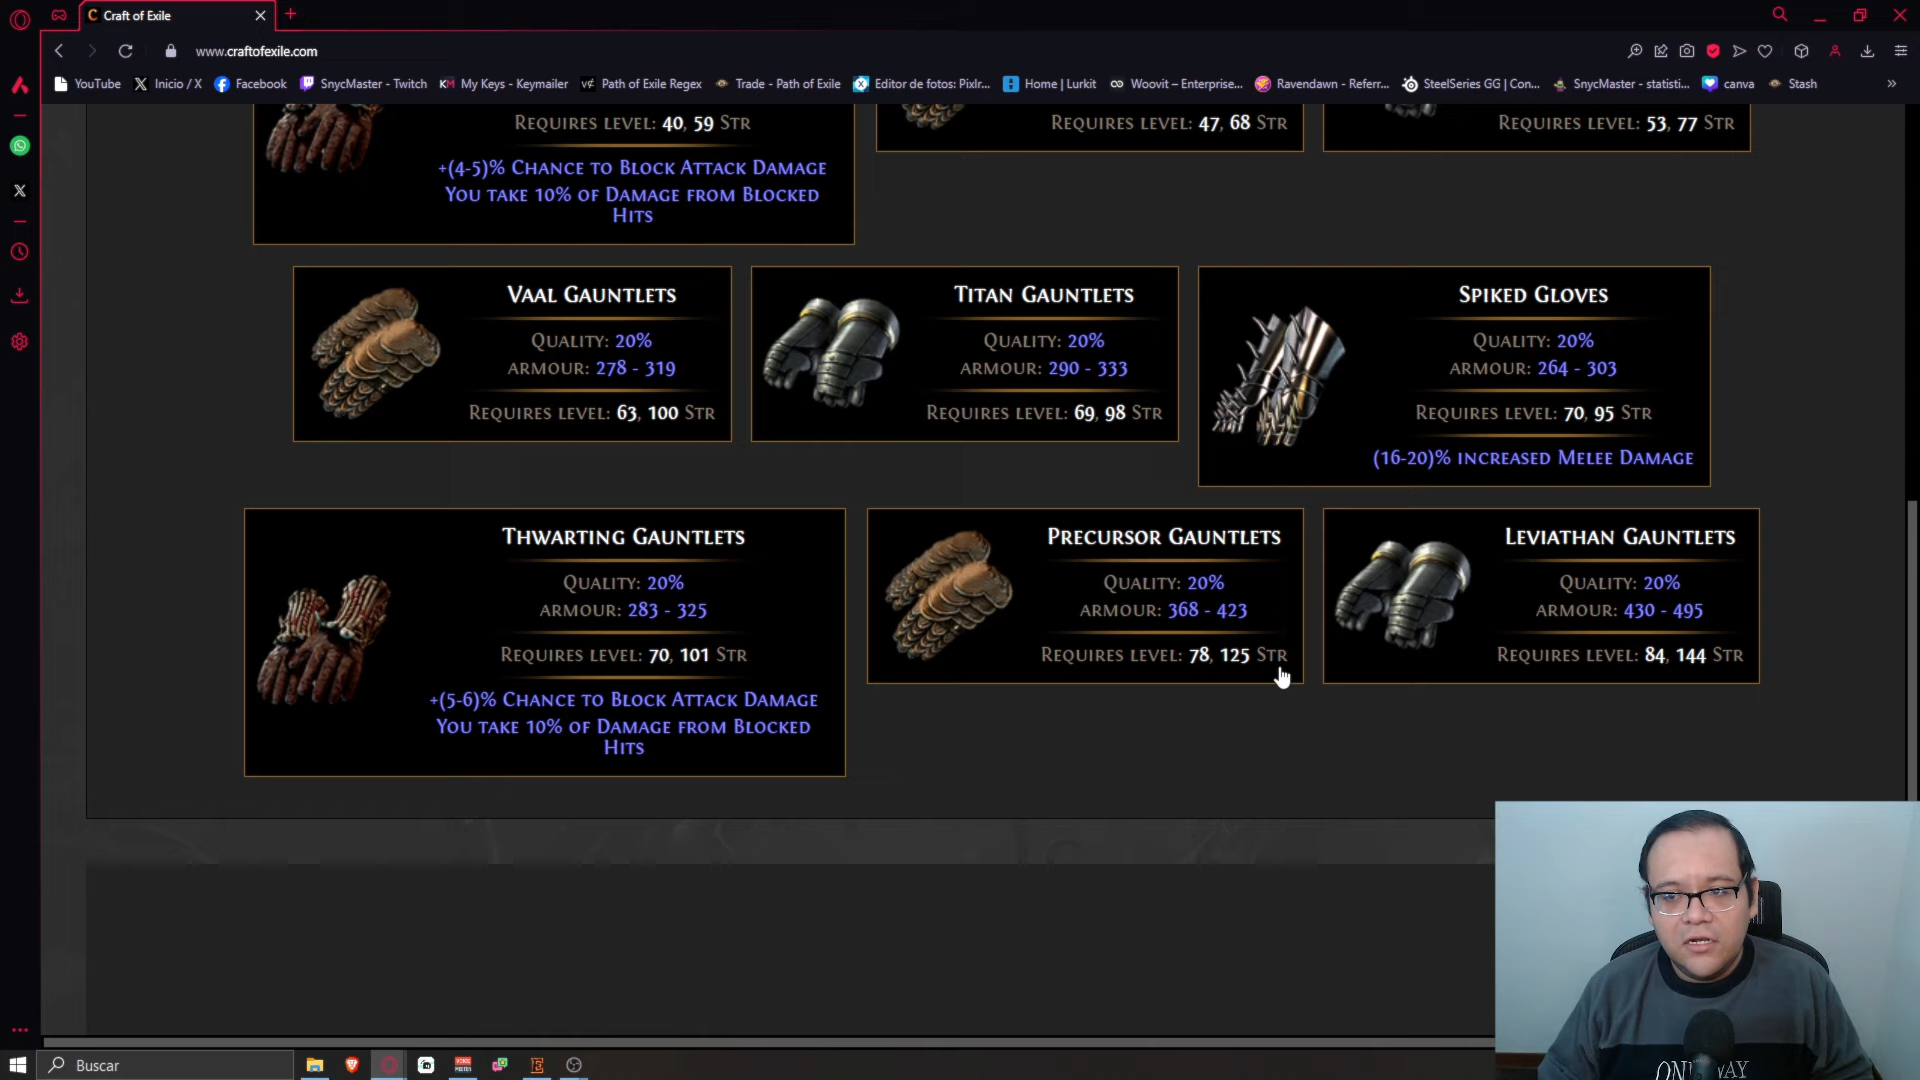 Craft of Exile
www.craftofexile.com
YouTube Inicio / X Facebook SnycMaster - Twitch My Keys - Keymailer Path of Exile Regex Trade - Path of Exile Editor de fotos: Pixlr... Home | Lurkit Woovit – Enterprise... Ravendawn - Referr... SteelSeries GG | Con... SnycMaster - statisti... canva Stash
Requires level: 40, 59 Str
+(4-5)% Chance to Block Attack Damage
You take 10% of Damage from Blocked
Hits
Requires level: 47, 68 Str
Requires level: 53, 77 Str
Vaal Gauntlets
Quality: 20%
Armour: 278 - 319
Requires level: 63, 100 Str
Titan Gauntlets
Quality: 20%
Armour: 290 - 333
Requires level: 69, 98 Str
Spiked Gloves
Quality: 20%
Armour: 264 - 303
Requires level: 70, 95 Str
(16-20)% increased Melee Damage
Thwarting Gauntlets
Quality: 20%
Armour: 283 - 325
Requires level: 70, 101 Str
+(5-6)% Chance to Block Attack Damage
You take 10% of Damage from Blocked
Hits
Precursor Gauntlets
Quality: 20%
Armour: 368 - 423
Requires level: 78, 125 Str
Leviathan Gauntlets
Quality: 20%
Armour: 430 - 495
Requires level: 84, 144 Str
Buscar